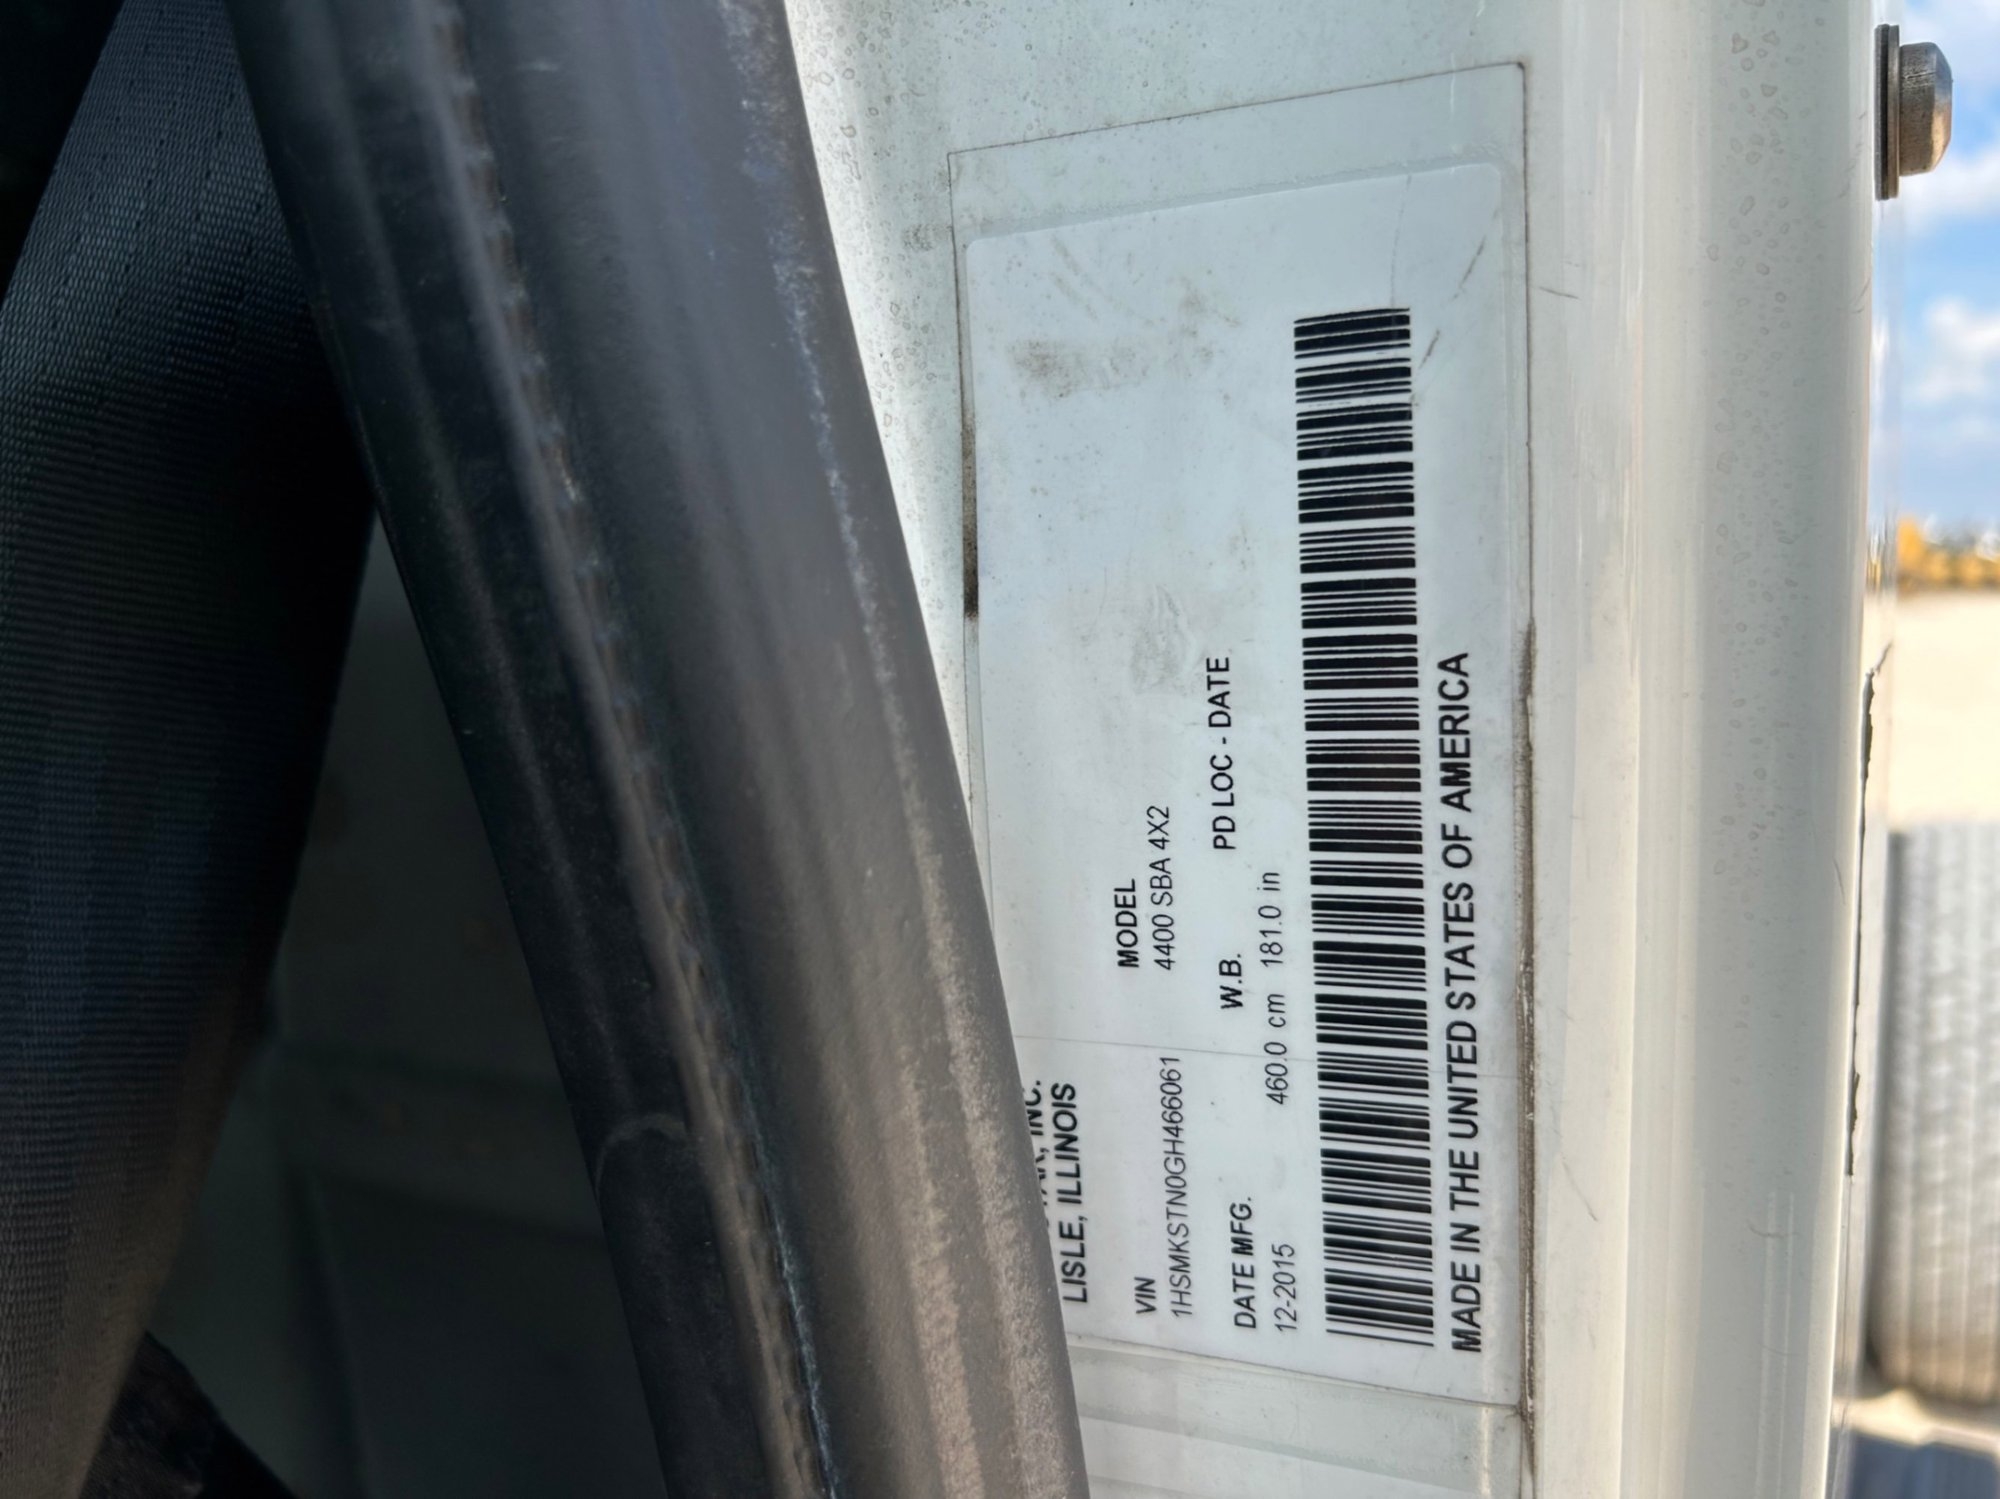 INC.
LISLE, ILLINOIS
VIN
1HSMKSTN0GH466061
MODEL
4400 SBA 4X2
DATE MFG.
12-2015
W.B.
460.0 cm 181.0 in
PD LOC - DATE
MADE IN THE UNITED STATES OF AMERICA